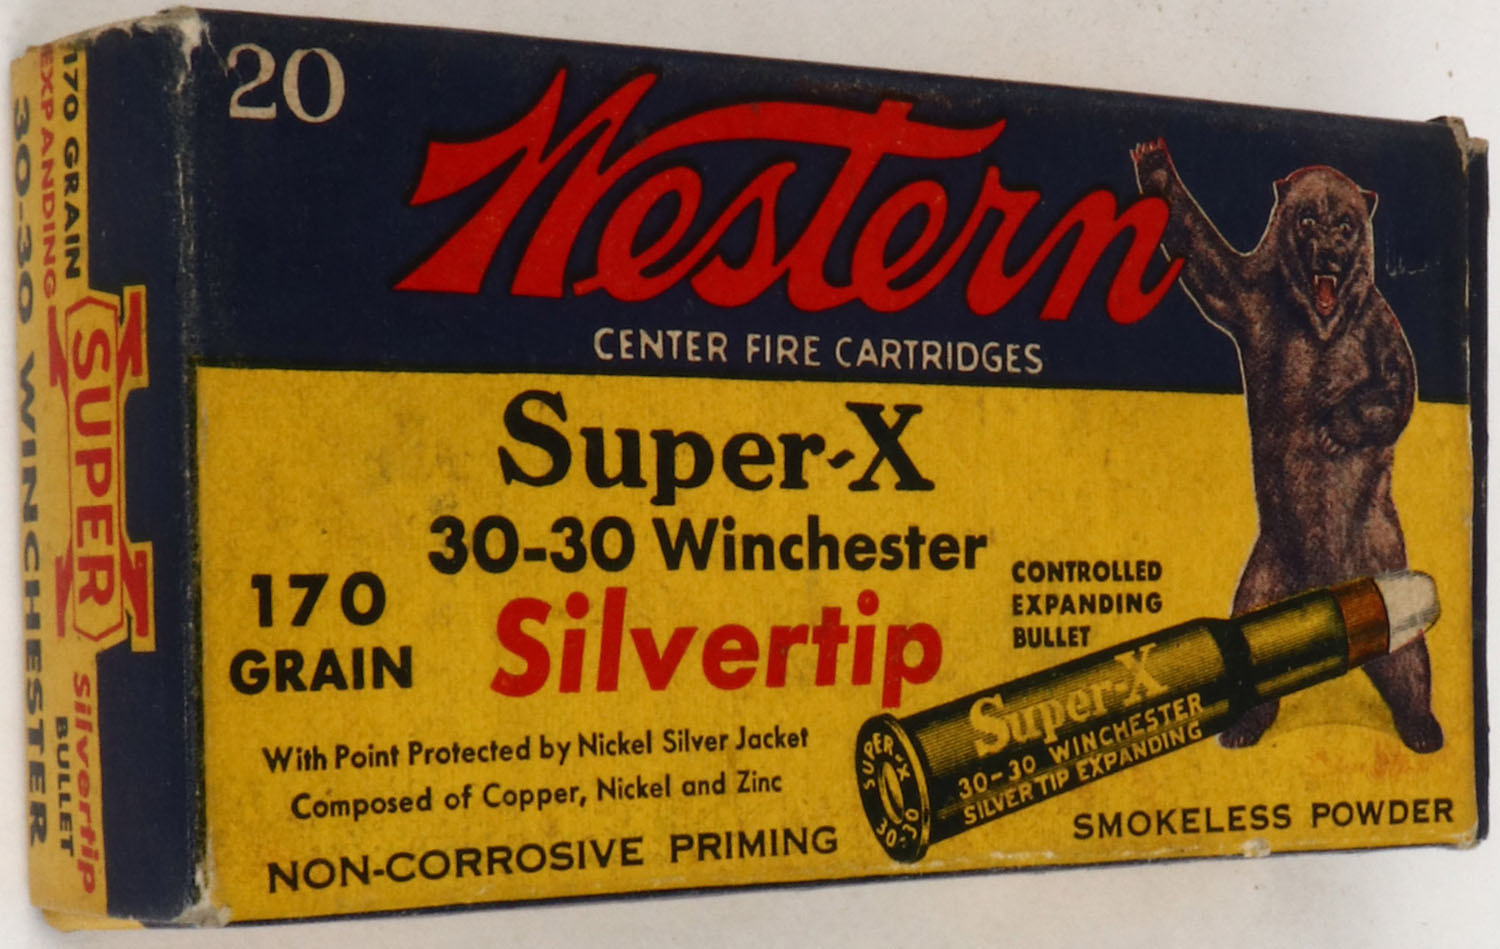 20
Western
CENTER FIRE CARTRIDGES
Super-X
30-30 Winchester
170
GRAIN
Silvertip
CONTROLLED
EXPANDING
BULLET
With Point Protected by Nickel Silver Jacket
Composed of Copper, Nickel and Zinc
NON-CORROSIVE PRIMING
SMOKELESS POWDER
Super-X
30-30 WINCHESTER
SILVERTIP EXPANDING
SUPER-X
30-30
170 GRAIN
EXPANDING
30-30 WINCHESTER
SUPER
X
Silvertip
BULLET